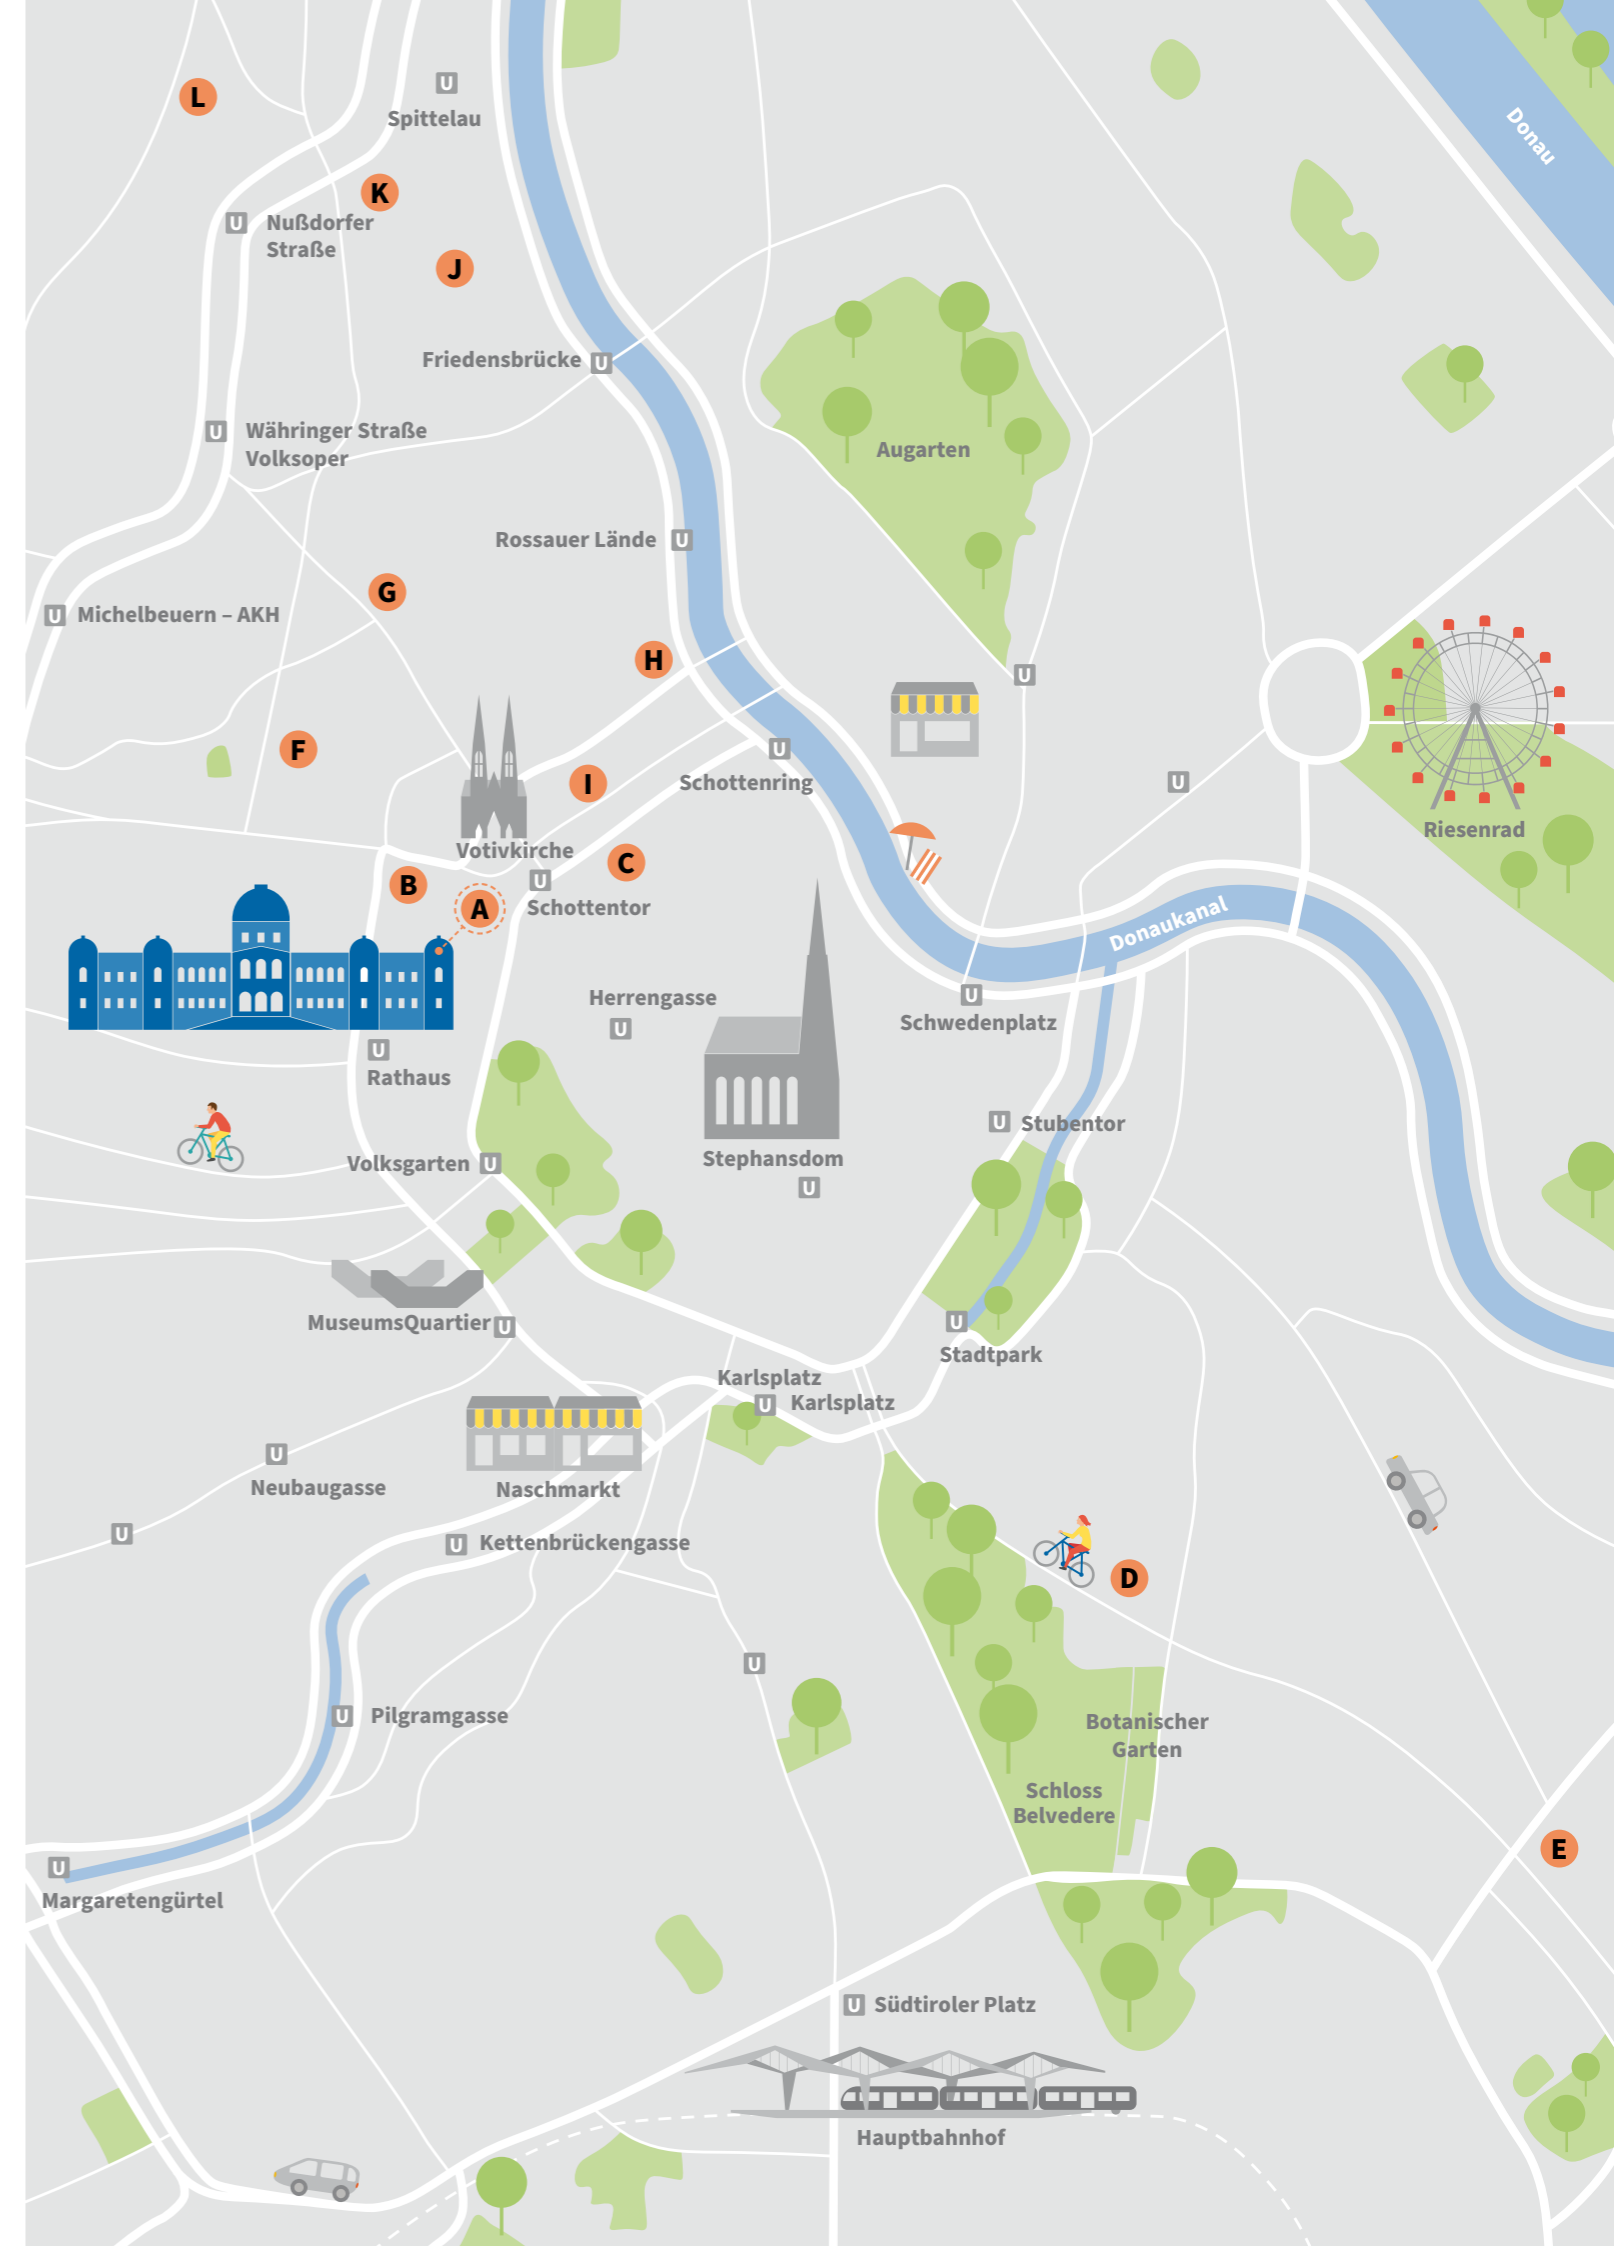 L
U
Spittelau
Donau
K
U
Nußdorfer
Straße
J
Friedensbrücke
U
U
Währinger Straße
Volksoper
Augarten
Rossauer Lände
U
G
U
Michelbeuern – AKH
H
U
F
U
Schottenring
I
U
Riesenrad
Votivkirche
C
B
U
A
Schottentor
Donaukanal
Herrengasse
U
U
Schwedenplatz
U
Rathaus
U
Stubentor
Volksgarten
U
Stephansdom
U
MuseumsQuartier
U
U
Stadtpark
Karlsplatz
U
Karlsplatz
U
Neubaugasse
Naschmarkt
U
U
Kettenbrückengasse
D
U
U
Pilgramgasse
Botanischer
Garten
Schloss
Belvedere
E
U
Margaretengürtel
U
Südtiroler Platz
Hauptbahnhof